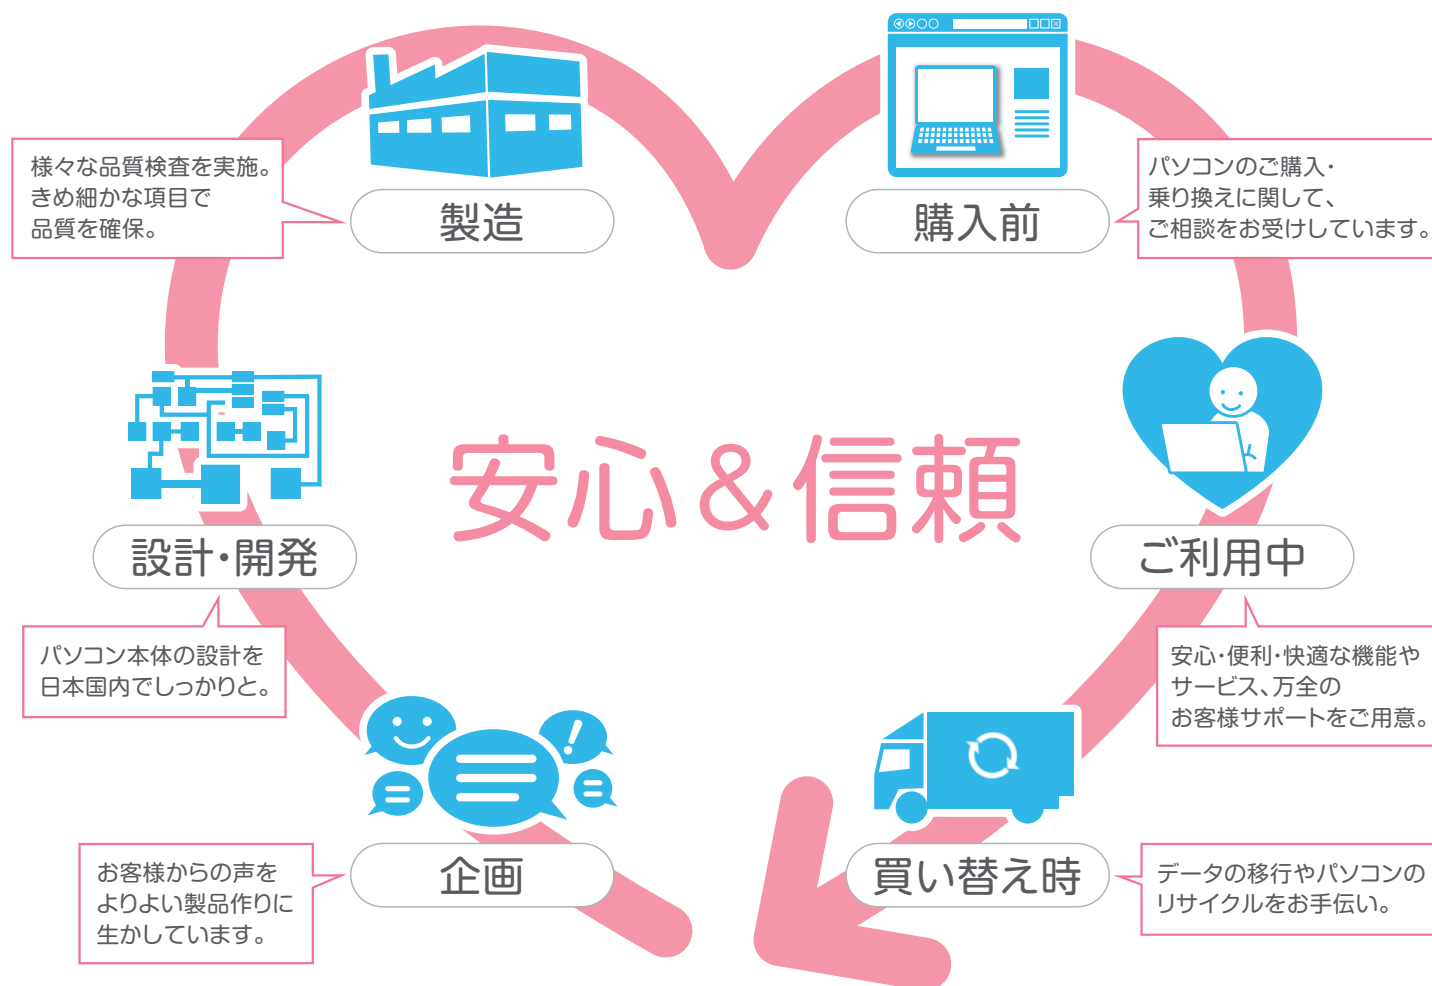 様々な品質検査を実施。
きめ細かな項目で
品質を確保。
製造
購入前
パソコンのご購入・
乗り換えに関して、
ご相談をお受けしています。
安心&信頼
設計・開発
ご利用中
パソコン本体の設計を
日本国内でしっかりと。
安心・便利・快適な機能や
サービス、万全の
お客様サポートをご用意。
企画
買い替え時
お客様からの声を
よりよい製品作りに
生かしています。
データの移行やパソコンの
リサイクルをお手伝い。